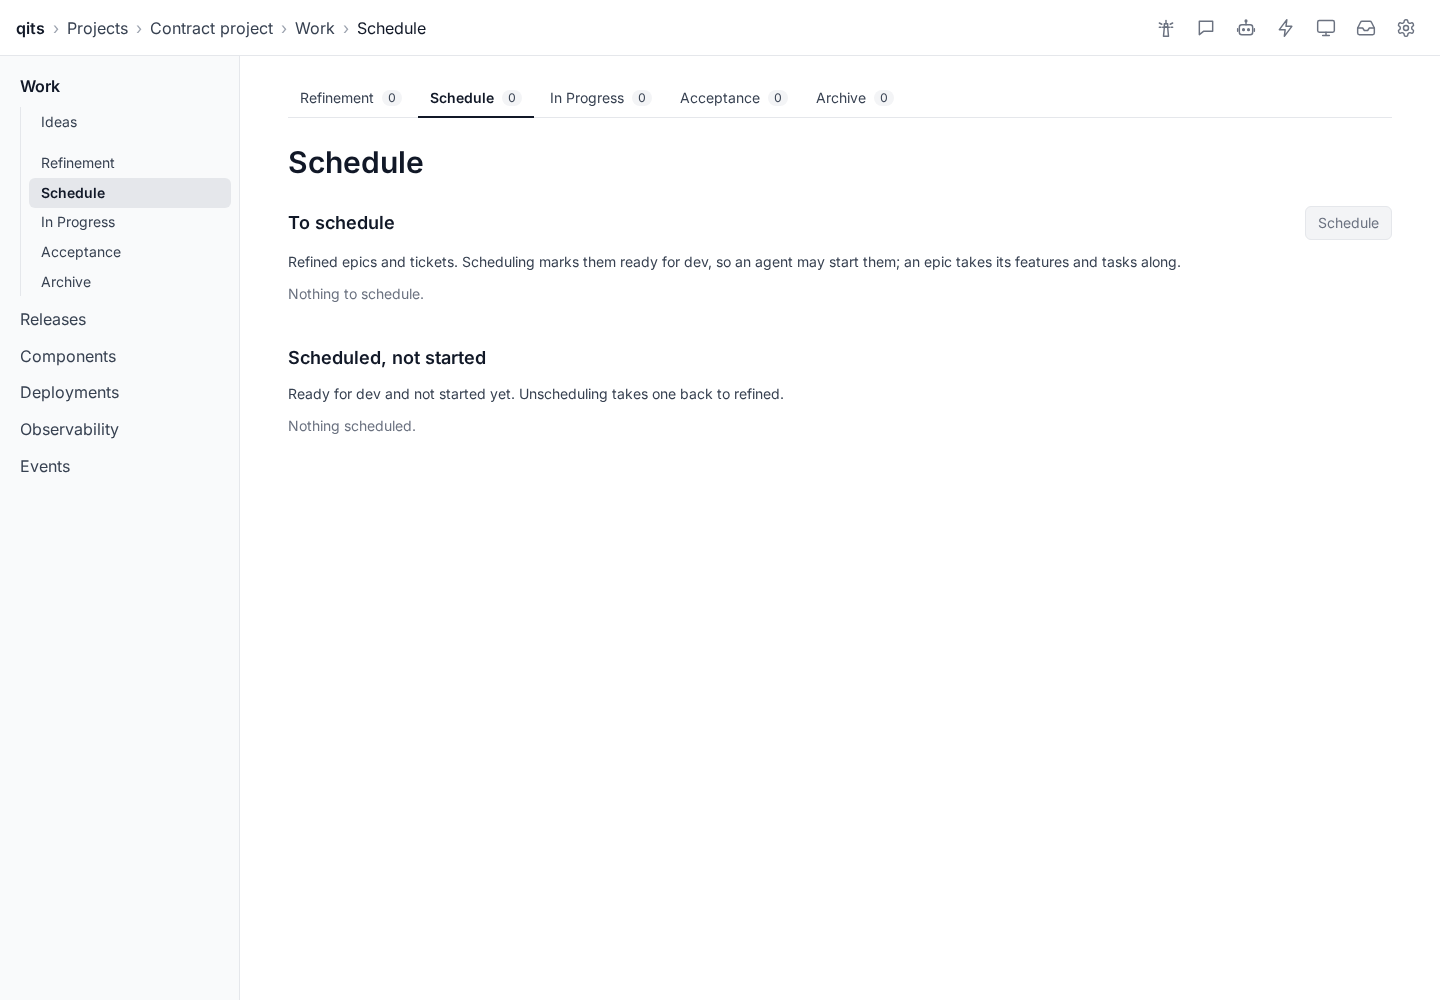 qits › Projects › Contract project › Work › Schedule
Work
Ideas
Refinement
Schedule
In Progress
Acceptance
Archive
Releases
Components
Deployments
Observability
Events
Refinement 0 Schedule 0 In Progress 0 Acceptance 0 Archive 0
Schedule
To schedule
Schedule
Refined epics and tickets. Scheduling marks them ready for dev, so an agent may start them; an epic takes its features and tasks along.
Nothing to schedule.
Scheduled, not started
Ready for dev and not started yet. Unscheduling takes one back to refined.
Nothing scheduled.